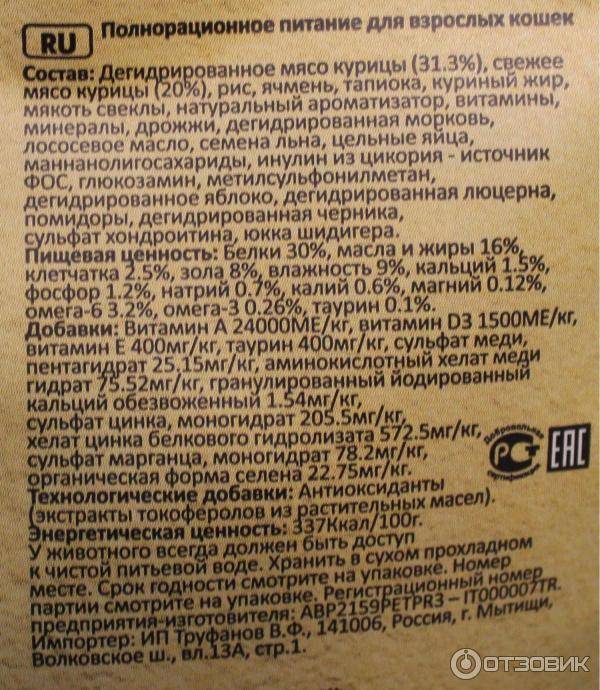 RU
Полнорационное питание для взрослых кошек
Состав: Дегидрированное мясо курицы (31.3%), свежее
мясо курицы (20%), рис, ячмень, тапиока, куриный жир,
мякоть свеклы, натуральный ароматизатор, витамины,
минералы, дрожжи, дегидрированная морковь,
лососевое масло, семена льна, цельные яйца,
маннанолигосахариды, инулин из цикория - источник
ФОС, глюкозамин, метилсульфонилметан,
дегидрированное яблоко, дегидрированная люцерна,
помидоры, дегидрированная черника,
сульфат хондроитина, юкка шидигера.
Пищевая ценность: Белки 30%, масла и жиры 16%,
клетчатка 2.5%, зола 8%, влажность 9%, кальций 1.5%,
фосфор 1.2%, натрий 0.7%, калий 0.6%, магний 0.12%,
омега-6 3.2%, омега-3 0.26%, таурин 0.1%.
Добавки: Витамин А 24000МЕ/кг, витамин D3 1500МЕ/кг,
витамин Е 400мг/кг, таурин 400мг/кг, сульфат меди,
пентагидрат 25.15мг/кг, аминокислотный хелат меди
гидрат 75.52мг/кг, гранулированный йодированный
кальций обезвоженный 1.54мг/кг,
сульфат цинка, моногидрат 205.5мг/кг,
хелат цинка белкового гидролизата 572.5мг/кг,
сульфат марганца, моногидрат 78.2мг/кг,
органическая форма селена 22.75мг/кг.
Добровольная
РСТ
сертификация
EAC
Технологические добавки: Антиоксиданты
(экстракты токоферолов из растительных масел).
Энергетическая ценность: 337Ккал/100г.
У животного всегда должен быть доступ
к чистой питьевой воде. Хранить в сухом прохладном
месте. Срок годности смотрите на упаковке. Номер
партии смотрите на упаковке. Регистрационный номер
предприятия-изготовителя: ABP2159PETPR3 – IT000007TR.
Импортер: ИП Труфанов В.Ф., 141006, Россия, г. Мытищи,
Волковское ш., вл.13А, стр.1.
ОТЗОВИК